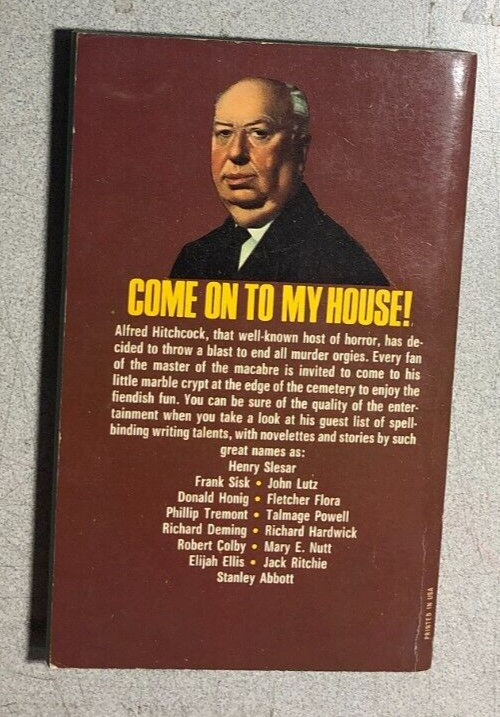 COME ON TO MY HOUSE!
Alfred Hitchcock, that well-known host of horror, has de-
cided to throw a blast to end all murder orgies. Every fan
of the master of the macabre is invited to come to his
little marble crypt at the edge of the cemetery to enjoy the
fiendish fun. You can be sure of the quality of the enter-
tainment when you take a look at his guest list of spell-
binding writing talents, with novelettes and stories by such
great names as:
Henry Slesar
Frank Sisk • John Lutz
Donald Honig • Fletcher Flora
Phillip Tremont • Talmage Powell
Richard Deming • Richard Hardwick
Robert Colby • Mary E. Nutt
Elijah Ellis • Jack Ritchie
Stanley Abbott
PRINTED IN USA